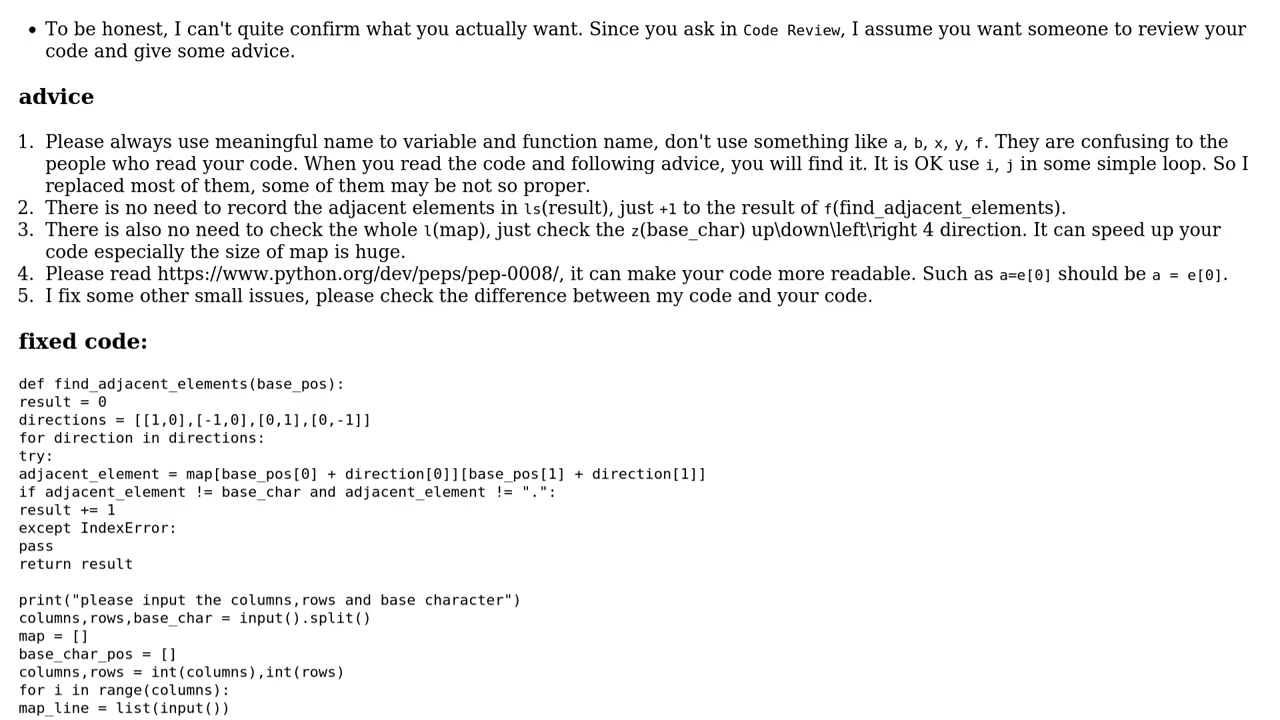 • To be honest, I can't quite confirm what you actually want. Since you ask in Code Review, I assume you want someone to review your
code and give some advice.
advice
1. Please always use meaningful name to variable and function name, don't use something like a, b, x, y, f. They are confusing to the
people who read your code. When you read the code and following advice, you will find it. It is OK use i, j in some simple loop. So I
replaced most of them, some of them may be not so proper.
2. There is no need to record the adjacent elements in ls(result), just +1 to the result of f(find_adjacent_elements).
3. There is also no need to check the whole l(map), just check the z(base_char) up\down\left\right 4 direction. It can speed up your
code especially the size of map is huge.
4. Please read https://www.python.org/dev/peps/pep-0008/, it can make your code more readable. Such as a=e[0] should be a = e[0].
5. I fix some other small issues, please check the difference between my code and your code.
fixed code:
def find_adjacent_elements(base_pos):
result = 0
directions = [[1,0],[-1,0],[0,1],[0,-1]]
for direction in directions:
try:
adjacent_element = map[base_pos[0] + direction[0]][base_pos[1] + direction[1]]
if adjacent_element != base_char and adjacent_element != ".":
result += 1
except IndexError:
pass
return result
print("please input the columns,rows and base character")
columns,rows,base_char = input().split()
map = []
base_char_pos = []
columns,rows = int(columns),int(rows)
for i in range(columns):
map_line = list(input())